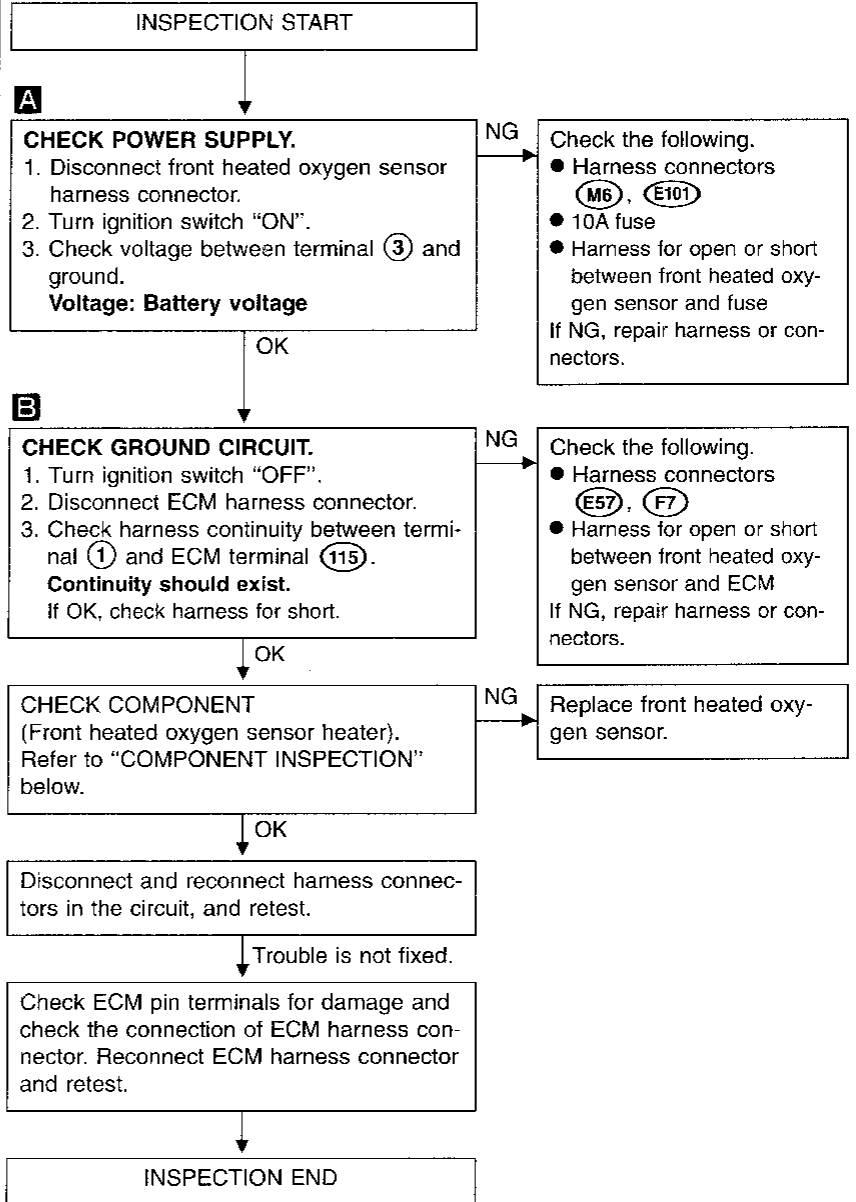 INSPECTION START
A
CHECK POWER SUPPLY.
1. Disconnect front heated oxygen sensor
harness connector.
2. Turn ignition switch “ON”.
3. Check voltage between terminal ③ and
ground.
Voltage: Battery voltage
NG
Check the following.
● Harness connectors
M6, E101
● 10A fuse
● Harness for open or short
between front heated oxy-
gen sensor and fuse
If NG, repair harness or con-
nectors.
OK
B
CHECK GROUND CIRCUIT.
1. Turn ignition switch “OFF”.
2. Disconnect ECM harness connector.
3. Check harness continuity between termi-
nal ① and ECM terminal 115.
Continuity should exist.
If OK, check harness for short.
NG
Check the following.
● Harness connectors
E57, F7
● Harness for open or short
between front heated oxy-
gen sensor and ECM
If NG, repair harness or con-
nectors.
OK
CHECK COMPONENT
(Front heated oxygen sensor heater).
Refer to “COMPONENT INSPECTION”
below.
NG
Replace front heated oxy-
gen sensor.
OK
Disconnect and reconnect harness connec-
tors in the circuit, and retest.
Trouble is not fixed.
Check ECM pin terminals for damage and
check the connection of ECM harness con-
nector. Reconnect ECM harness connector
and retest.
INSPECTION END